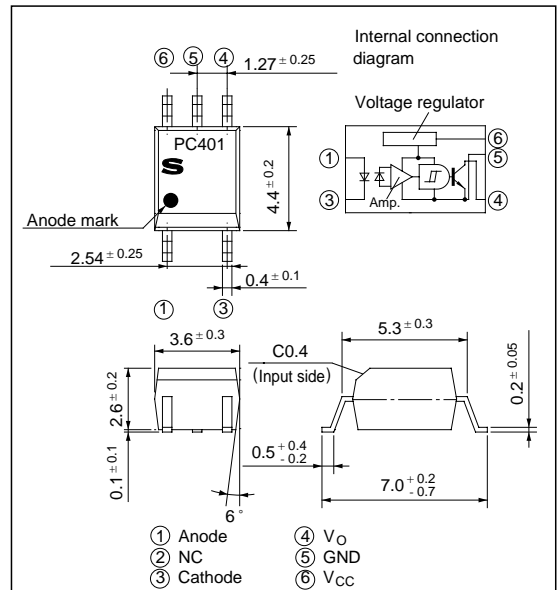 Internal connection
diagram
⑥ ⑤ ④
1.27 ± 0.25
Voltage regulator
PC401
S
4.4 ± 0.2
①
③
Amp.
⑥
⑤
④
Anode mark
2.54 ± 0.25
0.4 ± 0.1
① ③
3.6 ± 0.3
2.6 ± 0.2
0.1 ± 0.1
6°
C0.4
(Input side)
5.3 ± 0.3
0.2 ± 0.05
0.5 +0.4 -0.2
7.0 +0.2 -0.7
① Anode ④ VO
② NC ⑤ GND
③ Cathode ⑥ VCC